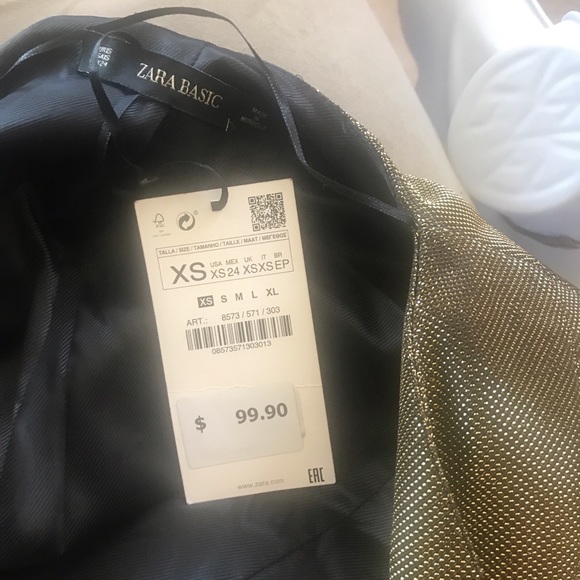 ZARA BASIC
TALLA / SIZE / TAMANHO / TAILLE / MAAT / ΜΕΓΕΘΟΣ
XS USA XS MEX 24 UK XS IT XS BR EP
XS S M L XL
ART.: 8573 / 571 / 303
08573571303013
$ 99.90
www.zara.com
EAC